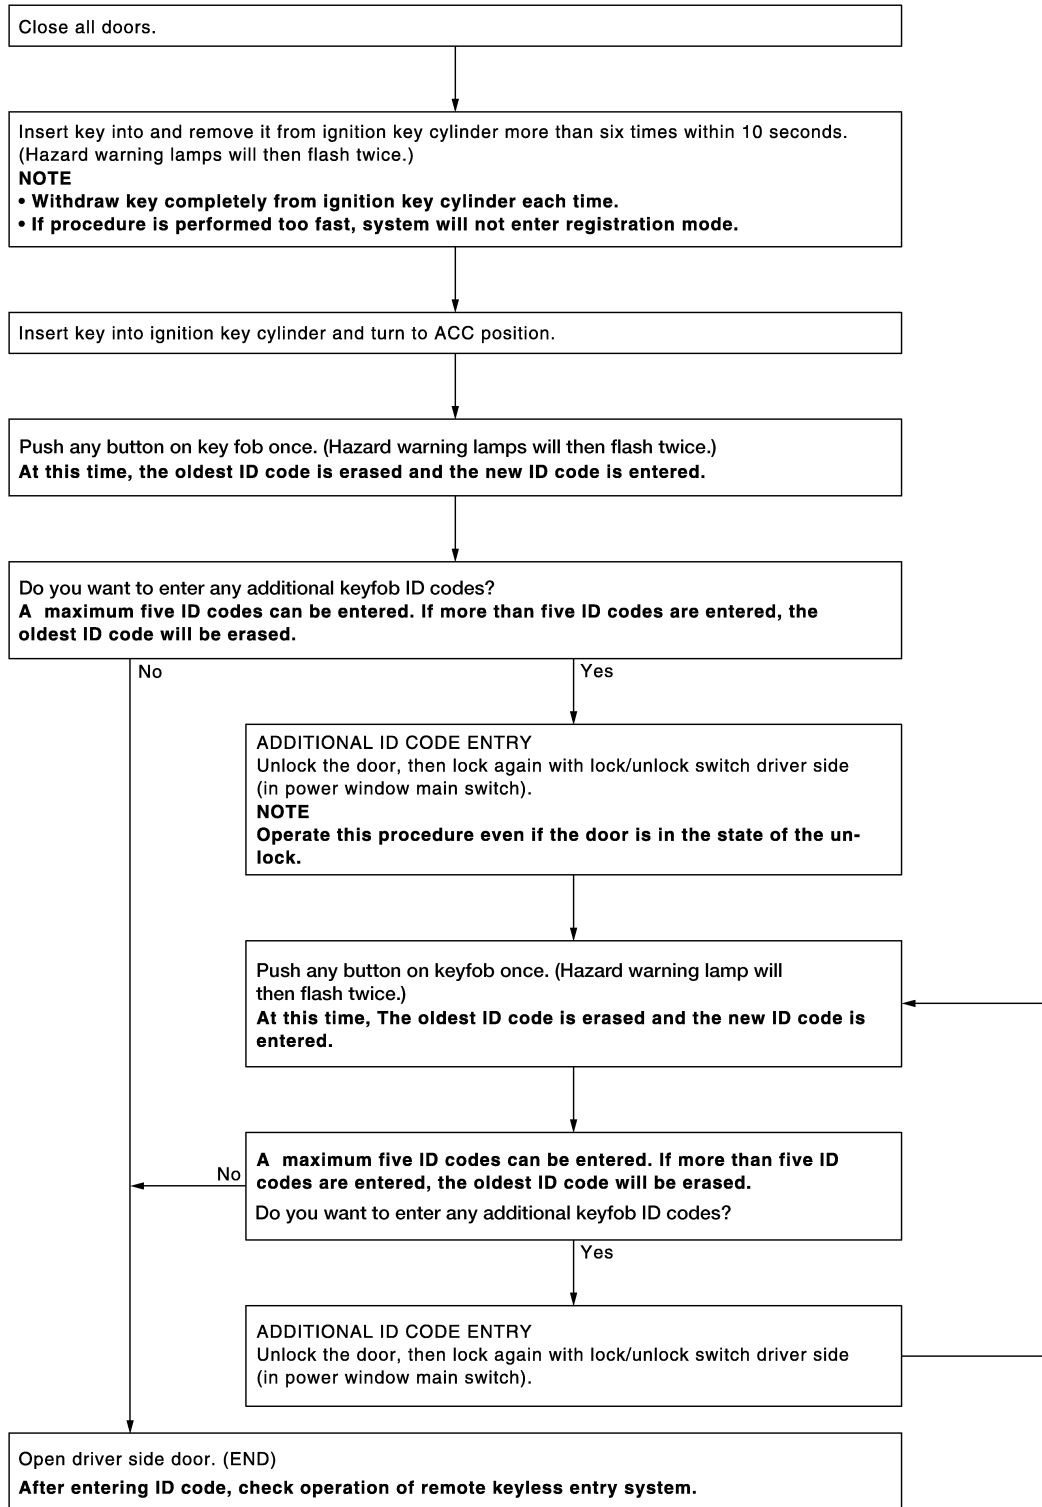 Close all doors.
Insert key into and remove it from ignition key cylinder more than six times within 10 seconds.
(Hazard warning lamps will then flash twice.)
NOTE
• Withdraw key completely from ignition key cylinder each time.
• If procedure is performed too fast, system will not enter registration mode.
Insert key into ignition key cylinder and turn to ACC position.
Push any button on key fob once. (Hazard warning lamps will then flash twice.)
At this time, the oldest ID code is erased and the new ID code is entered.
Do you want to enter any additional keyfob ID codes?
A  maximum five ID codes can be entered. If more than five ID codes are entered, the
oldest ID code will be erased.
No
Yes
ADDITIONAL ID CODE ENTRY
Unlock the door, then lock again with lock/unlock switch driver side
(in power window main switch).
NOTE
Operate this procedure even if the door is in the state of the un-
lock.
Push any button on keyfob once. (Hazard warning lamp will
then flash twice.)
At this time, The oldest ID code is erased and the new ID code is
entered.
A  maximum five ID codes can be entered. If more than five ID
codes are entered, the oldest ID code will be erased.
Do you want to enter any additional keyfob ID codes?
No
Yes
ADDITIONAL ID CODE ENTRY
Unlock the door, then lock again with lock/unlock switch driver side
(in power window main switch).
Open driver side door. (END)
After entering ID code, check operation of remote keyless entry system.